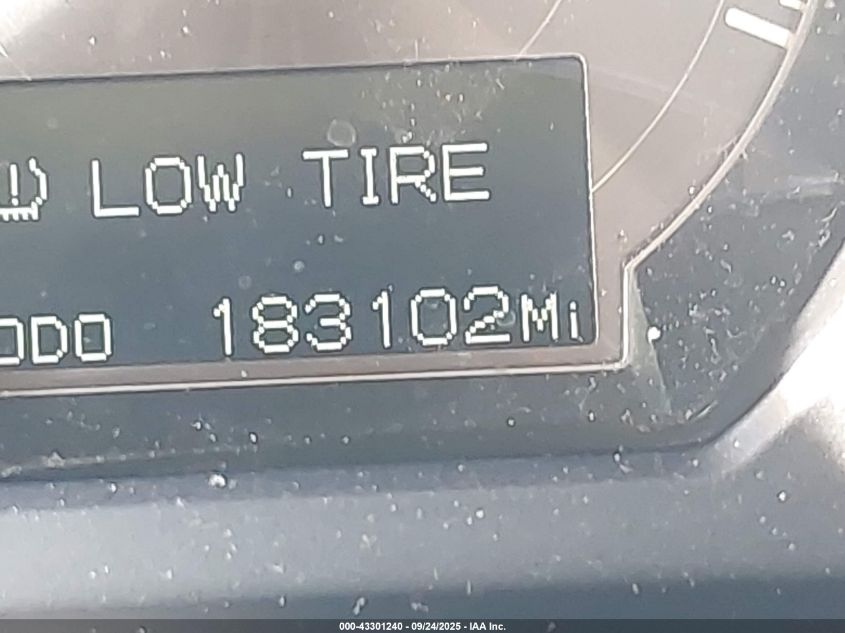 LOW TIRE
ODO 183102Mi
000-43301240 - 09/24/2025 - IAA Inc.